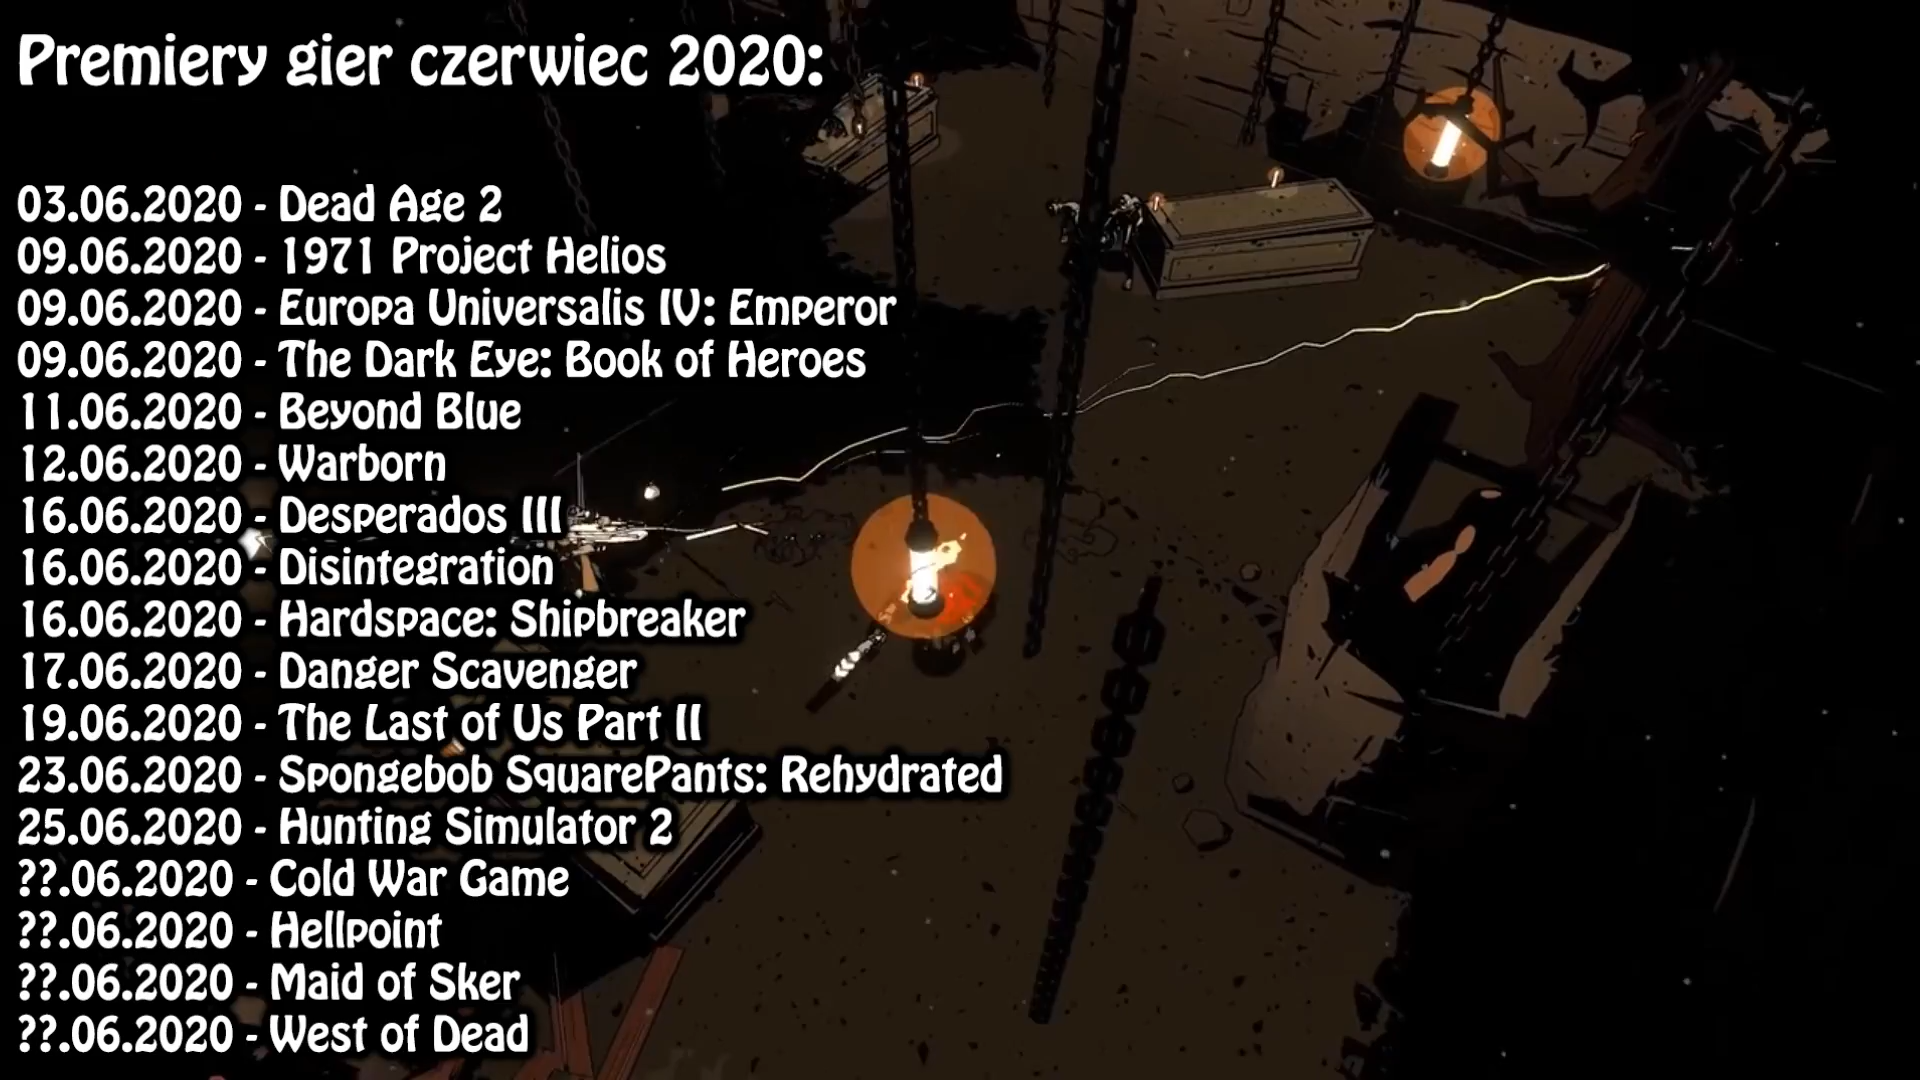 Premiery gier czerwiec 2020:
03.06.2020 - Dead Age 2
09.06.2020 - 1971 Project Helios
09.06.2020 - Europa Universalis IV: Emperor
09.06.2020 - The Dark Eye: Book of Heroes
11.06.2020 - Beyond Blue
12.06.2020 - Warborn
16.06.2020 - Desperados III
16.06.2020 - Disintegration
16.06.2020 - Hardspace: Shipbreaker
17.06.2020 - Danger Scavenger
19.06.2020 - The Last of Us Part II
23.06.2020 - Spongebob SquarePants: Rehydrated
25.06.2020 - Hunting Simulator 2
??.06.2020 - Cold War Game
??.06.2020 - Hellpoint
??.06.2020 - Maid of Sker
??.06.2020 - West of Dead